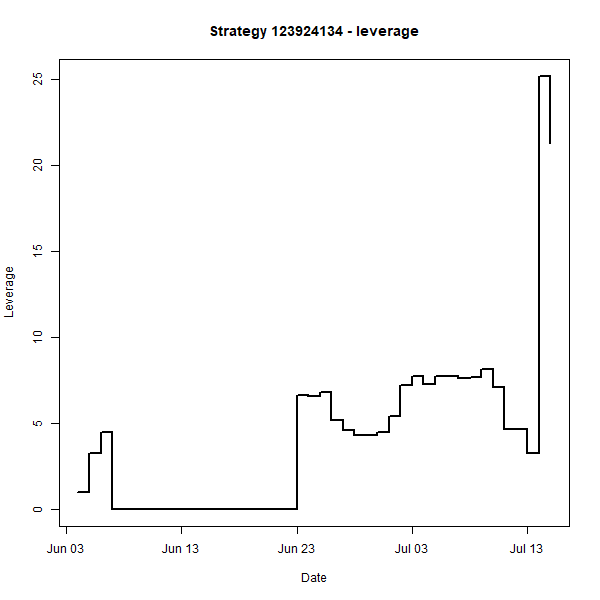 Strategy 123924134 - leverage
25
20
15
10
5
0
Leverage
Jun 03
Jun 13
Jun 23
Jul 03
Jul 13
Date